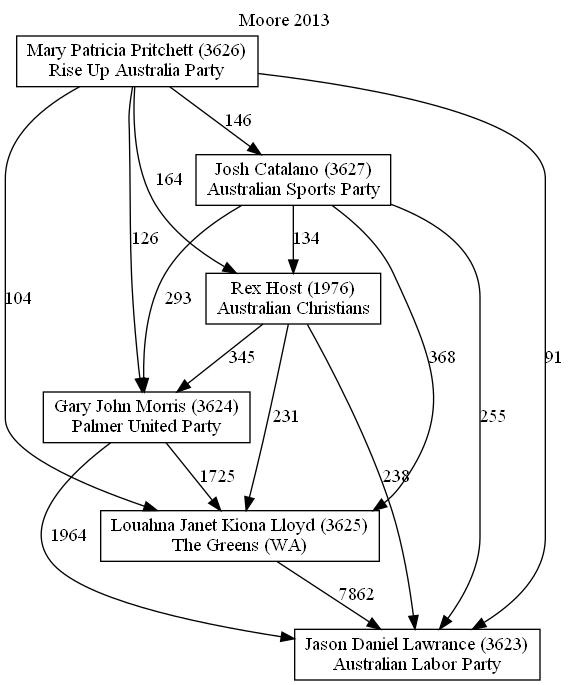 Moore 2013
Mary Patricia Pritchett (3626)
Rise Up Australia Party
146
Josh Catalano (3627)
Australian Sports Party
164
126
134
Rex Host (1976)
Australian Christians
104
293
345
368
91
Gary John Morris (3624)
Palmer United Party
231
255
1725
238
Louahna Janet Kiona Lloyd (3625)
The Greens (WA)
1964
7862
Jason Daniel Lawrance (3623)
Australian Labor Party